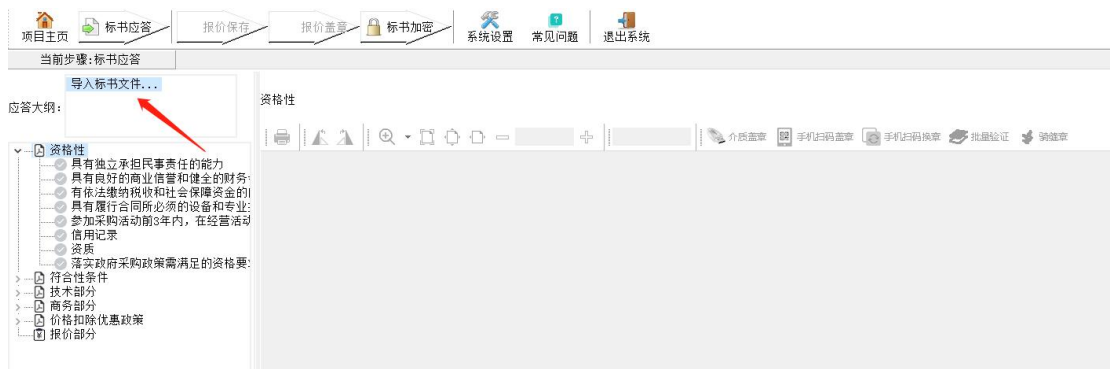 项目主页 标书应答 报价保存 报价盖章 标书加密 系统设置 常见问题 退出系统
当前步骤:标书应答
导入标书文件...
应答大纲：
资格性
资格性
介质盖章 手机扫码盖章 手机扫码换章 批量验证 骑缝章
具有独立承担民事责任的能力
具有良好的商业信誉和健全的财务
有依法缴纳税收和社会保障资金的
具有履行合同所必须的设备和专业
参加采购活动前3年内，在经营活动
信用记录
资质
落实政府采购政策需满足的资格要
符合性条件
技术部分
商务部分
价格扣除优惠政策
报价部分